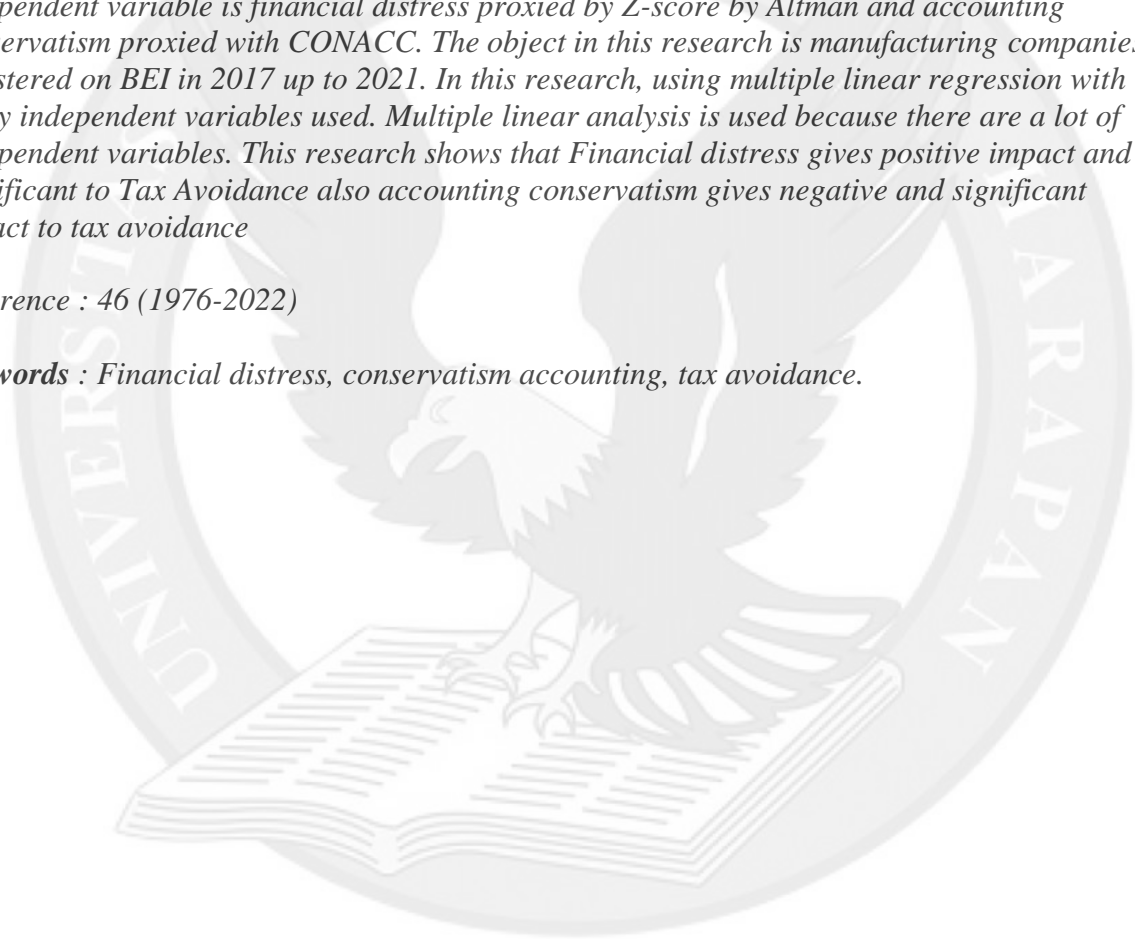 pendent variable is financial distress proxied by Z-score by Altman and accounting
servatism proxied with CONACC. The object in this research is manufacturing companies
stered on BEI in 2017 up to 2021. In this research, using multiple linear regression with
y independent variables used. Multiple linear analysis is used because there are a lot of
pendent variables. This research shows that Financial distress gives positive impact and
ificant to Tax Avoidance also accounting conservatism gives negative and significant
act to tax avoidance
rence : 46 (1976-2022)
words : Financial distress, conservatism accounting, tax avoidance.
UNIVERSITAS
HARAPAN